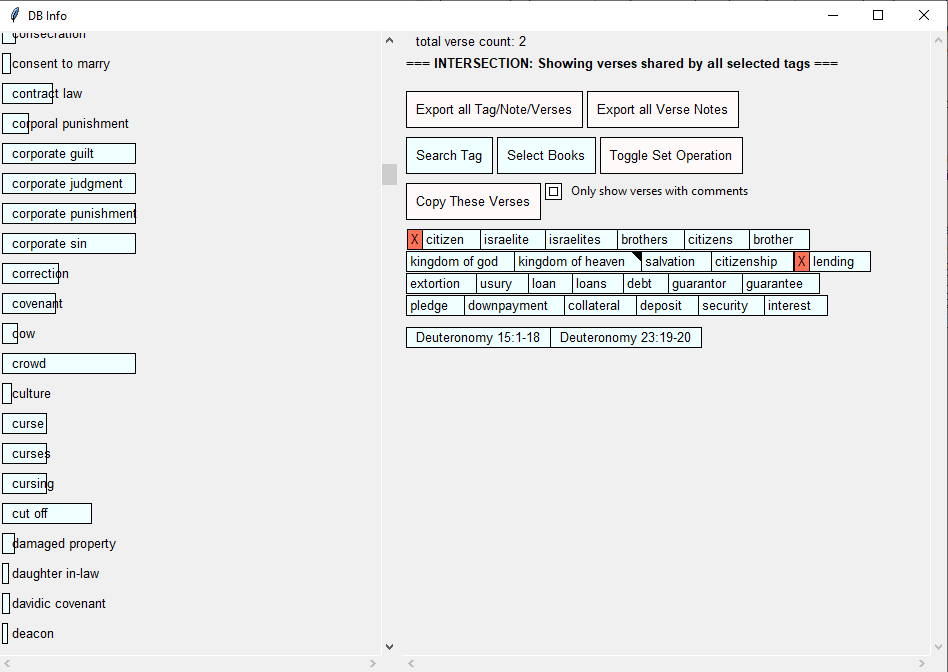 DB Info
consecration
consent to marry
contract law
corporal punishment
corporate guilt
corporate judgment
corporate punishment
corporate sin
correction
covenant
cow
crowd
culture
curse
curses
cursing
cut off
damaged property
daughter in-law
davidic covenant
deacon
total verse count: 2
=== INTERSECTION: Showing verses shared by all selected tags ===
Export all Tag/Note/Verses Export all Verse Notes
Search Tag Select Books Toggle Set Operation
Copy These Verses Only show verses with comments
X citizen israelite israelites brothers citizens brother
kingdom of god kingdom of heaven salvation citizenship X lending
extortion usury loan loans debt guarantor guarantee
pledge downpayment collateral deposit security interest
Deuteronomy 15:1-18 Deuteronomy 23:19-20